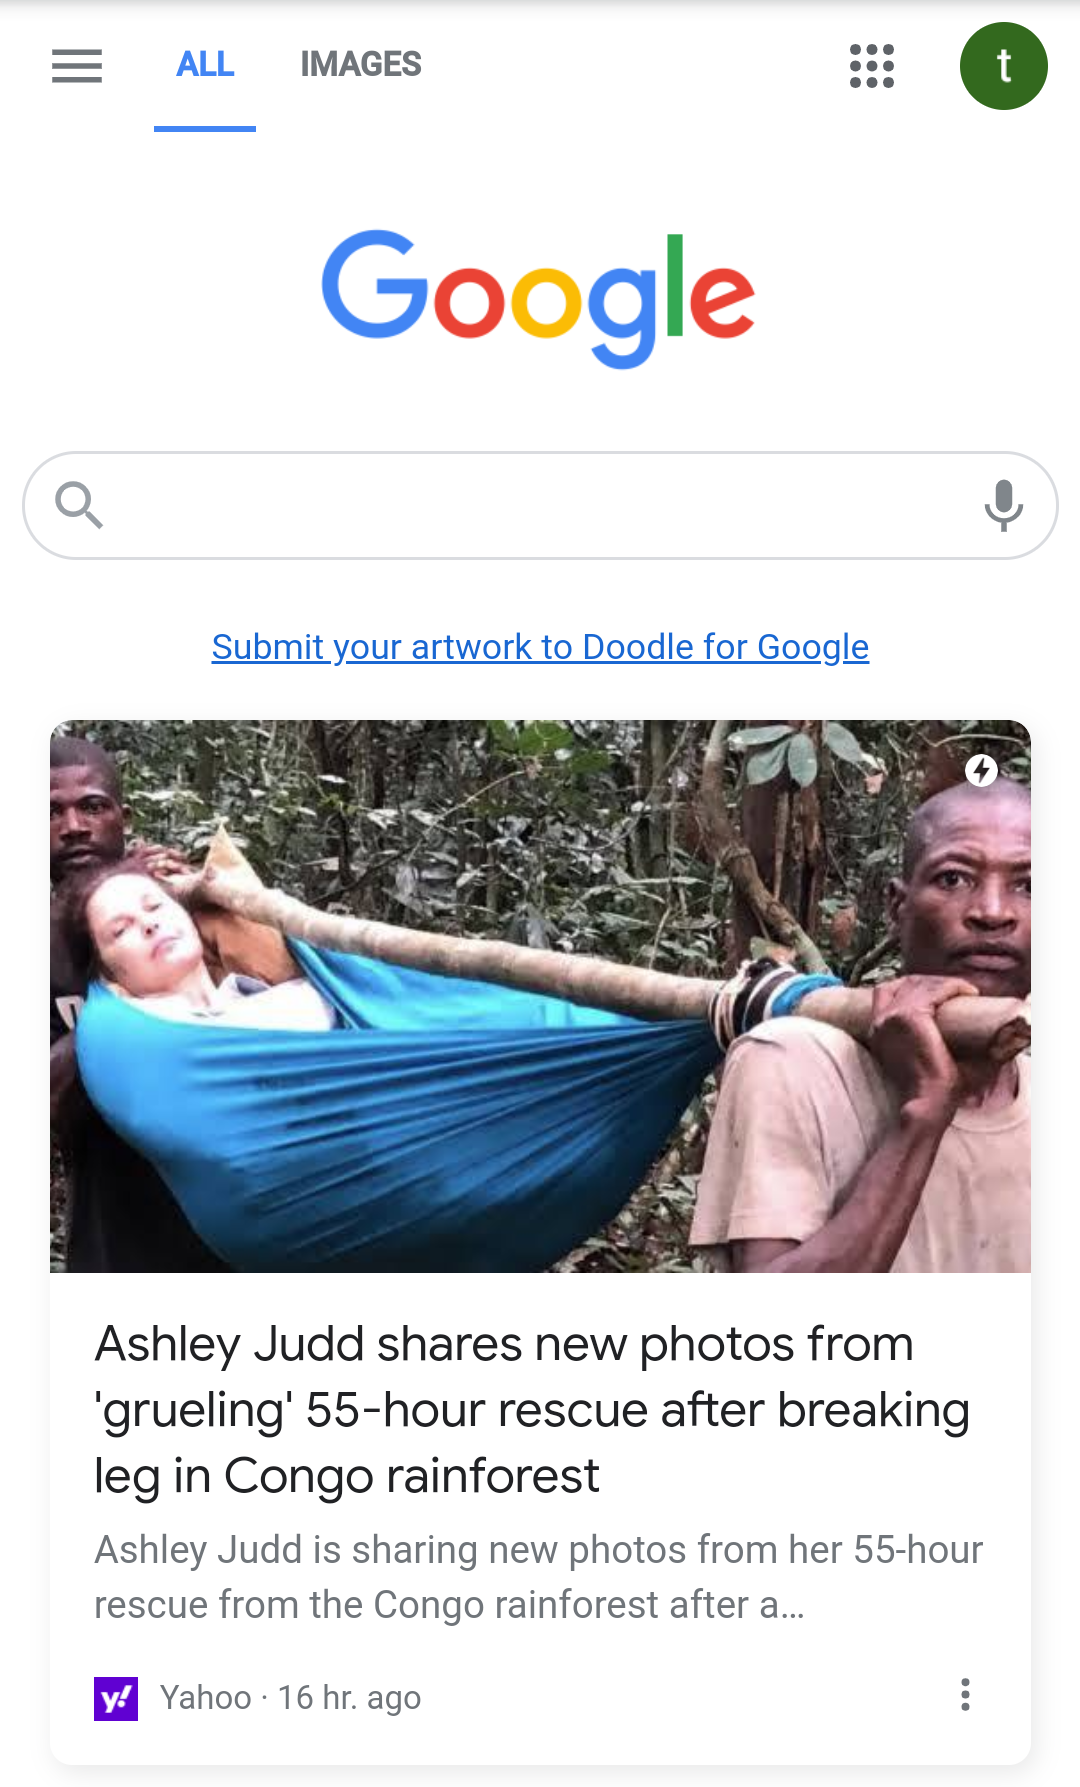 ALL IMAGES t
Google
Submit your artwork to Doodle for Google
Ashley Judd shares new photos from
'grueling' 55-hour rescue after breaking
leg in Congo rainforest
Ashley Judd is sharing new photos from her 55-hour
rescue from the Congo rainforest after a...
y! Yahoo · 16 hr. ago